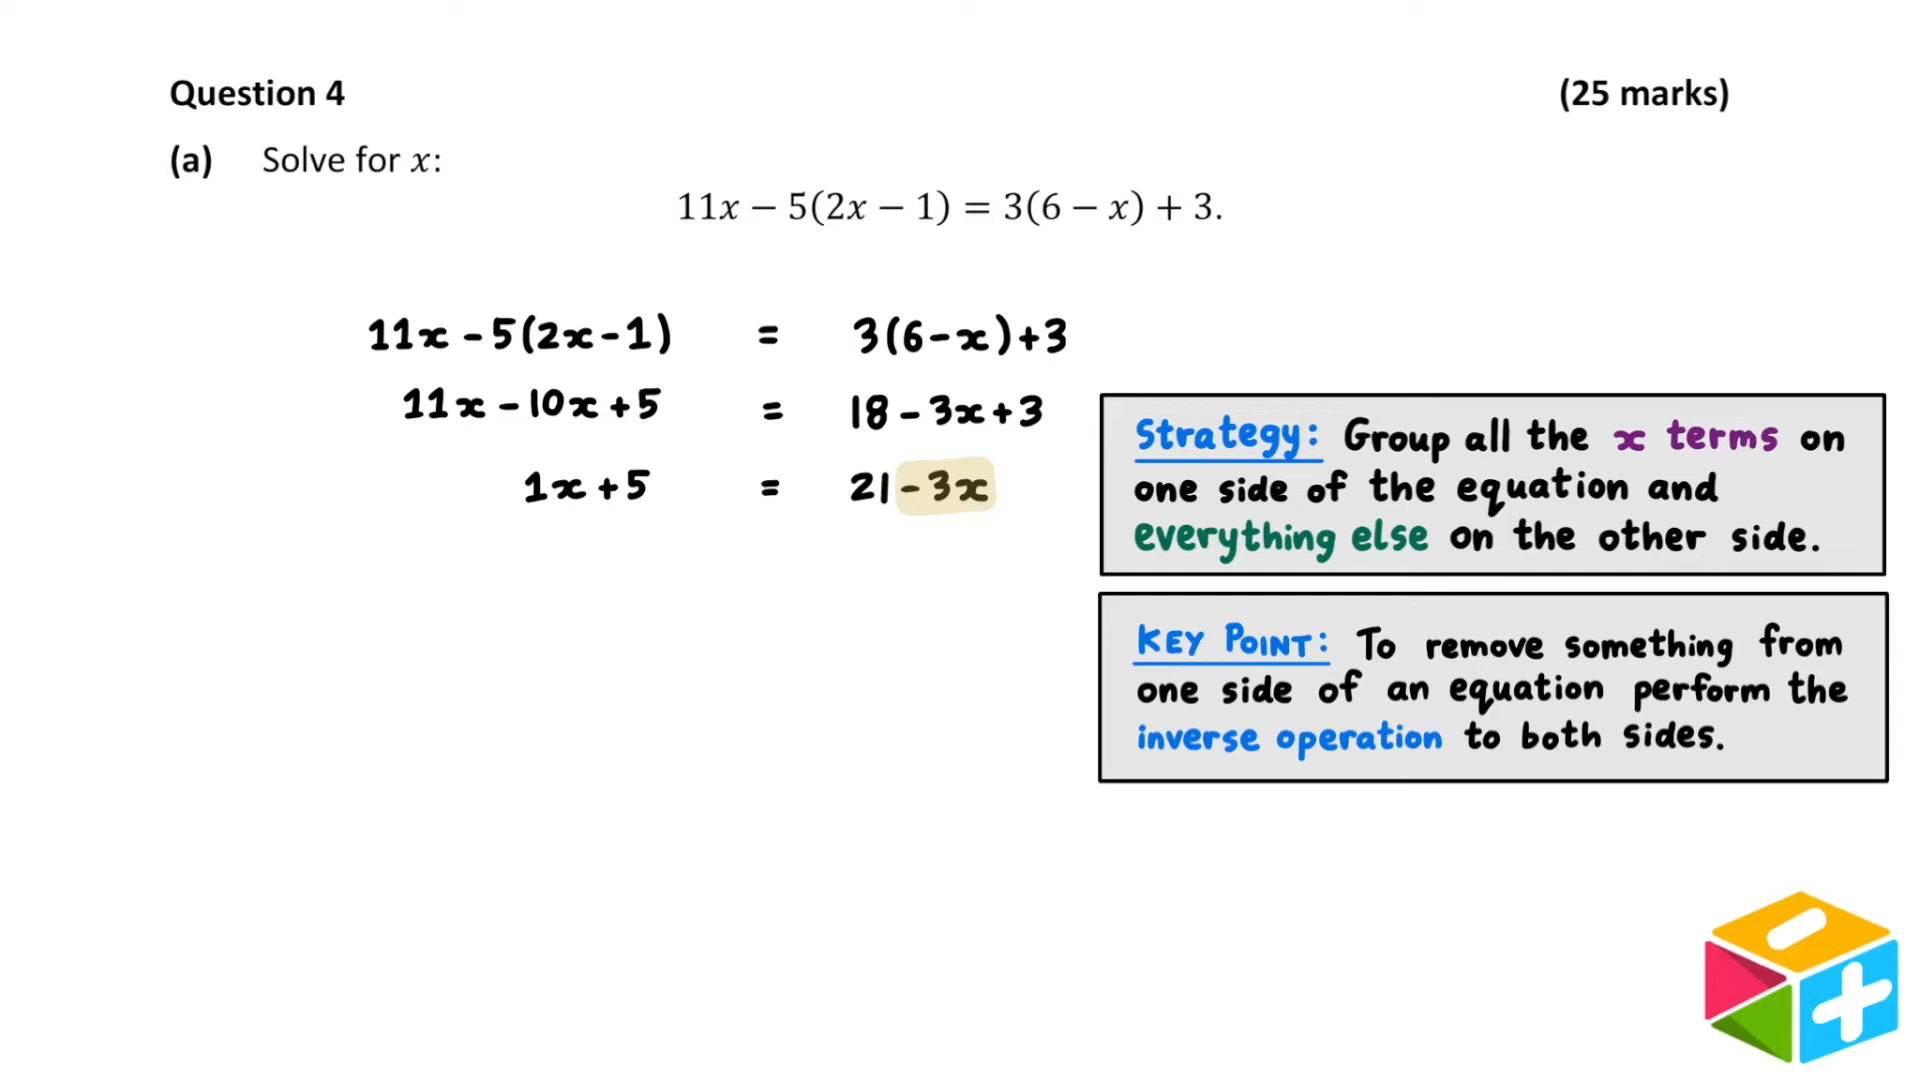 Question 4 (25 marks)
(a) Solve for x:
11x − 5(2x − 1) = 3(6 − x) + 3.
11x - 5(2x - 1) = 3(6 - x) + 3
11x - 10x + 5 = 18 - 3x + 3
1x + 5 = 21 - 3x
Strategy: Group all the x terms on
one side of the equation and
everything else on the other side.
KEY POINT: To remove something from
one side of an equation perform the
inverse operation to both sides.